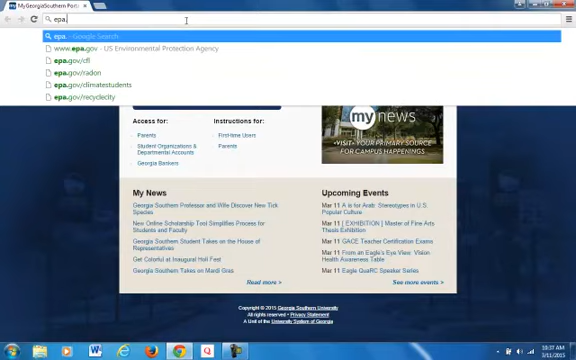 MyGeorgiaSouthern Porta
epa.
epa. - Google Search
www.epa.gov - US Environmental Protection Agency
epa.gov/cfl
epa.gov/radon
epa.gov/climatestudents
epa.gov/recyclecity
Access for:
Parents
Student Organizations &
Departmental Accounts
Georgia Bankers
Instructions for:
First-time Users
Parents
my
news
VISIT YOUR PRIMARY SOURCE
FOR CAMPUS HAPPENINGS
My News
Georgia Southern Professor and Wife Discover New Tick
Species
New Online Scholarship Tool Simplifies Process for
Students and Faculty
Georgia Southern Student Takes on the House of
Representatives
Get Colorful at Inaugural Holi Fest
Georgia Southern Takes on Mardi Gras
Read more >
Upcoming Events
Mar 11 A is for Arab: Stereotypes in U.S.
Popular Culture
Mar 11 [ EXHIBITION ] Master of Fine Arts
Thesis Exhibition
Mar 11 GACE Teacher Certification Exams
Mar 11 From an Eagle's Eye View: Vision
Health Awareness Table
Mar 11 Eagle QuaRC Speaker Series
See more events >
Copyright © 2015 Georgia Southern University
All rights reserved • Privacy Statement
A Unit of the University System of Georgia
10:37 AM
3/11/2015